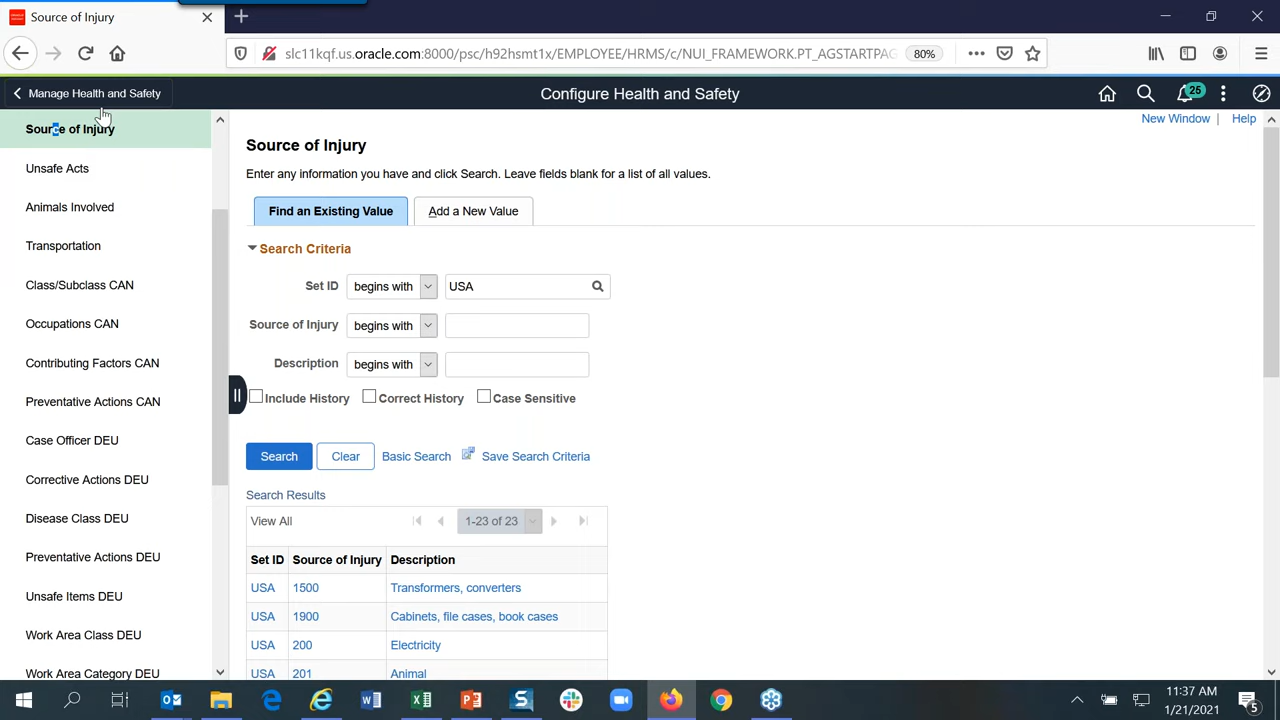 Source of Injury
slc11kqf.us.oracle.com:8000/psc/h92hsmt1x/EMPLOYEE/HRMS/c/NUI_FRAMEWORK.PT_AGSTARTPAG
80%
Manage Health and Safety
Configure Health and Safety
25
New Window | Help
Source of Injury
Unsafe Acts
Animals Involved
Transportation
Class/Subclass CAN
Occupations CAN
Contributing Factors CAN
Preventative Actions CAN
Case Officer DEU
Corrective Actions DEU
Disease Class DEU
Preventative Actions DEU
Unsafe Items DEU
Work Area Class DEU
Work Area Category DEU
Source of Injury
Enter any information you have and click Search. Leave fields blank for a list of all values.
Find an Existing Value
Add a New Value
Search Criteria
Set ID begins with USA
Source of Injury begins with
Description begins with
Include History Correct History Case Sensitive
Search Clear Basic Search Save Search Criteria
Search Results
View All 1-23 of 23
Set ID Source of Injury Description
USA 1500 Transformers, converters
USA 1900 Cabinets, file cases, book cases
USA 200 Electricity
USA 201 Animal
11:37 AM
1/21/2021
5